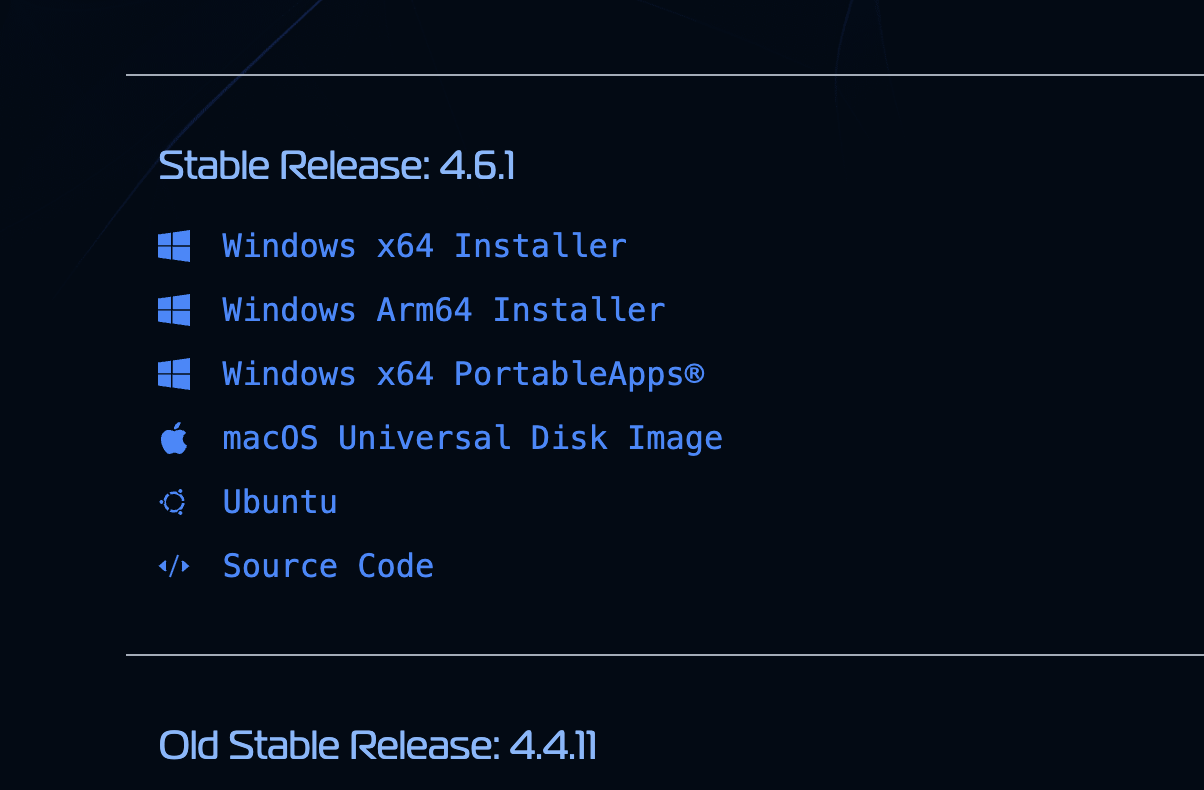 Stable Release: 4.6.1
Windows x64 Installer
Windows Arm64 Installer
Windows x64 PortableApps®
macOS Universal Disk Image
Ubuntu
Source Code
Old Stable Release: 4.4.11